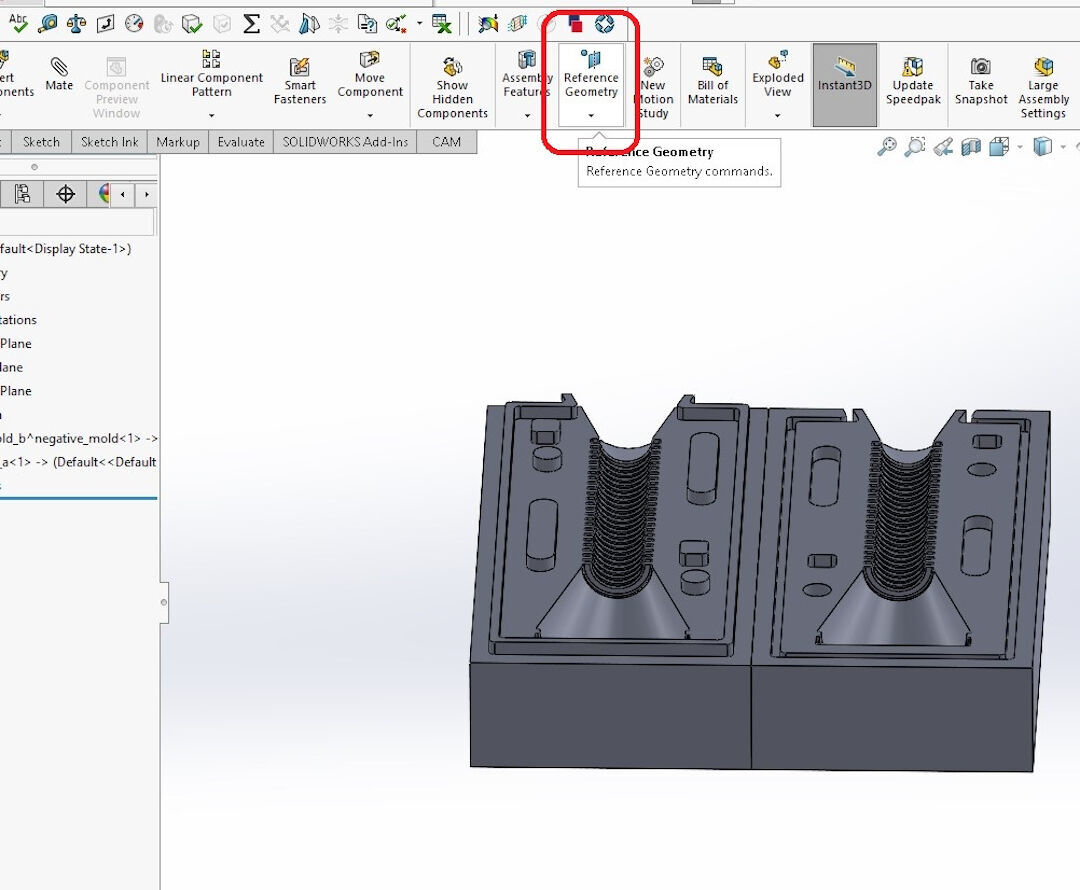 Abc
Mate
Component
Preview
Window
Linear Component
Pattern
Smart
Fasteners
Move
Component
Show
Hidden
Components
Assembly
Features
Reference
Geometry
New
Motion
Study
Bill of
Materials
Exploded
View
Instant3D
Update
Speedpak
Take
Snapshot
Large
Assembly
Settings
Sketch
Sketch Ink
Markup
Evaluate
SOLIDWORKS Add-Ins
CAM
Reference Geometry
Reference Geometry commands.
fault<Display State-1>)
ry
rs
tations
Plane
lane
Plane
old_b^negative_mold<1> ->
_a<1> -> (Default<<Default